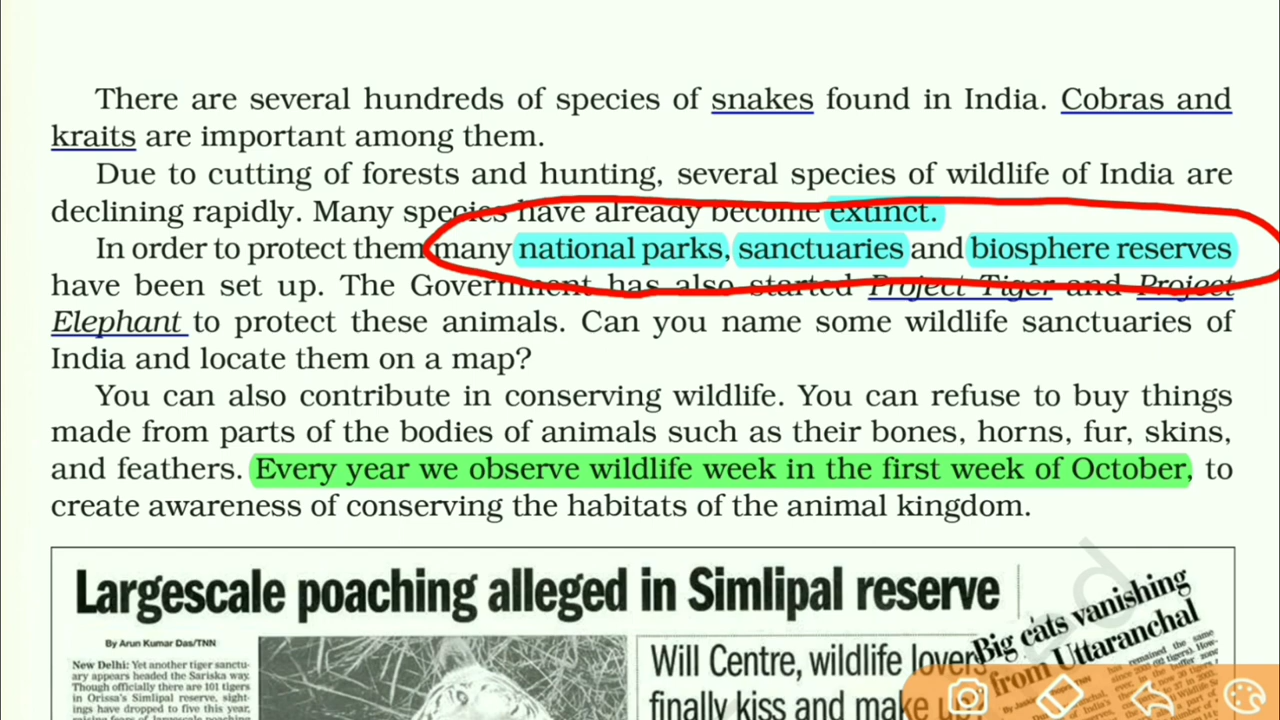 There are several hundreds of species of snakes found in India. Cobras and
kraits are important among them.
Due to cutting of forests and hunting, several species of wildlife of India are
declining rapidly. Many species have already become extinct.
In order to protect them many national parks, sanctuaries and biosphere reserves
have been set up. The Government has also started Project Tiger and Project
Elephant to protect these animals. Can you name some wildlife sanctuaries of
India and locate them on a map?
You can also contribute in conserving wildlife. You can refuse to buy things
made from parts of the bodies of animals such as their bones, horns, fur, skins,
and feathers. Every year we observe wildlife week in the first week of October, to
create awareness of conserving the habitats of the animal kingdom.
Largescale poaching alleged in Simlipal reserve
By Arun Kumar Das/TNN
New Delhi: Yet another tiger sanctu-
ary appears headed the Sariska way.
Though officially there are 101 tigers
in Orissa's Simlipal reserve, sight-
ings have dropped to five this year,
Will Centre, wildlife lovers
finally kiss and make up?
Big cats vanishing
from Uttaranchal